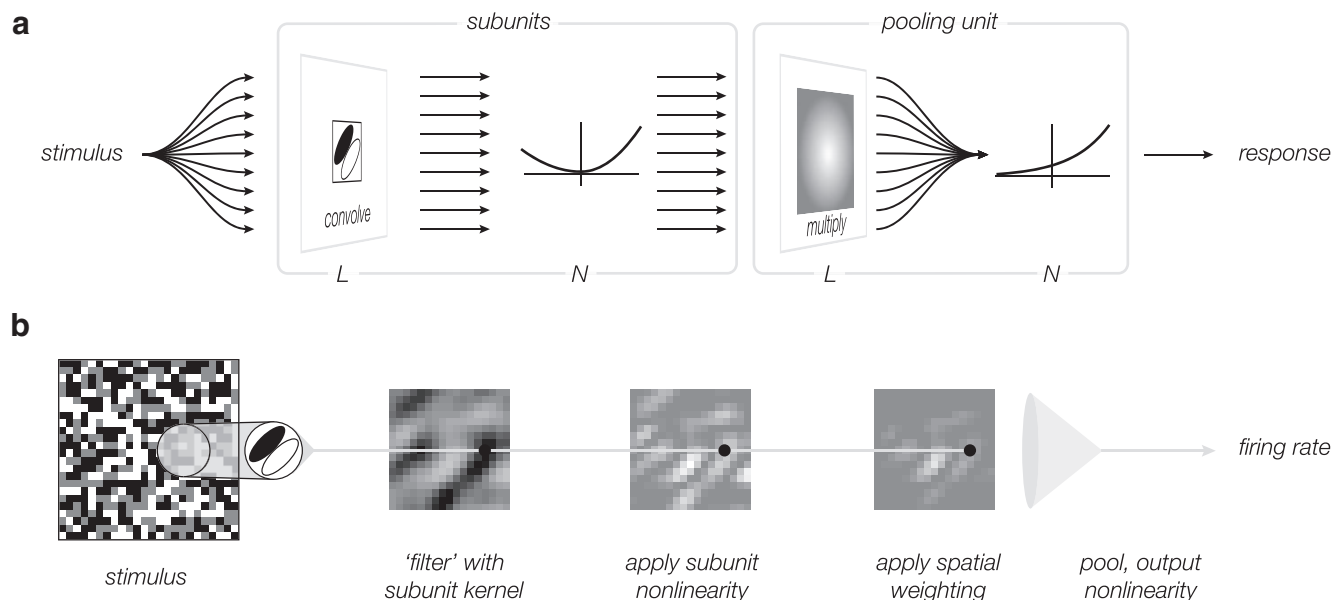 a
subunits
pooling unit
stimulus
convolve
multiply
response
L
N
L
N
b
firing rate
stimulus
‘filter’ with
subunit kernel
apply subunit
nonlinearity
apply spatial
weighting
pool, output
nonlinearity